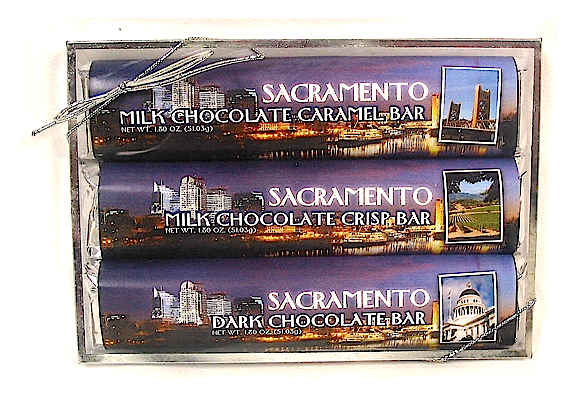 SACRAMENTO
MILK CHOCOLATE CARAMEL BAR
NET WT. 1.80 OZ. (51.03g)
SACRAMENTO
MILK CHOCOLATE CRISP BAR
NET WT. 1.80 OZ. (51.03g)
SACRAMENTO
DARK CHOCOLATE BAR
NET WT. 1.80 OZ. (51.03g)